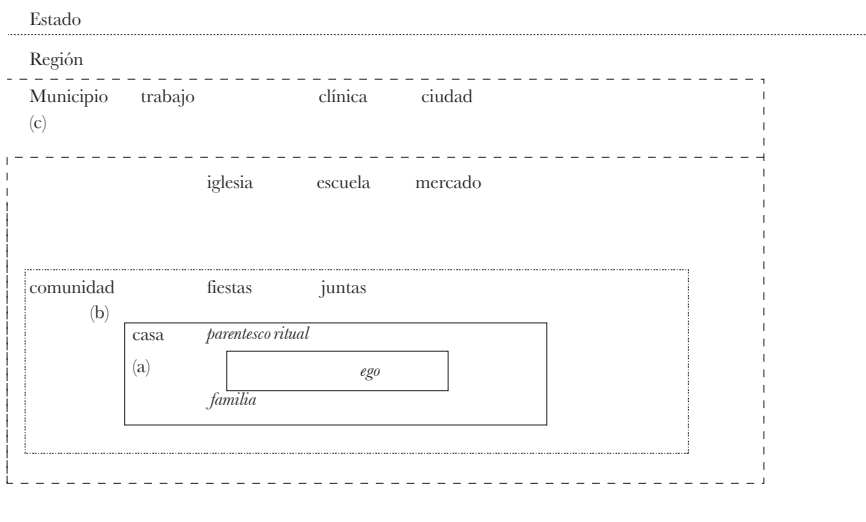 Estado
Región
Municipio trabajo clínica ciudad
(c)
iglesia escuela mercado
comunidad fiestas juntas
(b)
casa parentesco ritual
(a) ego
familia